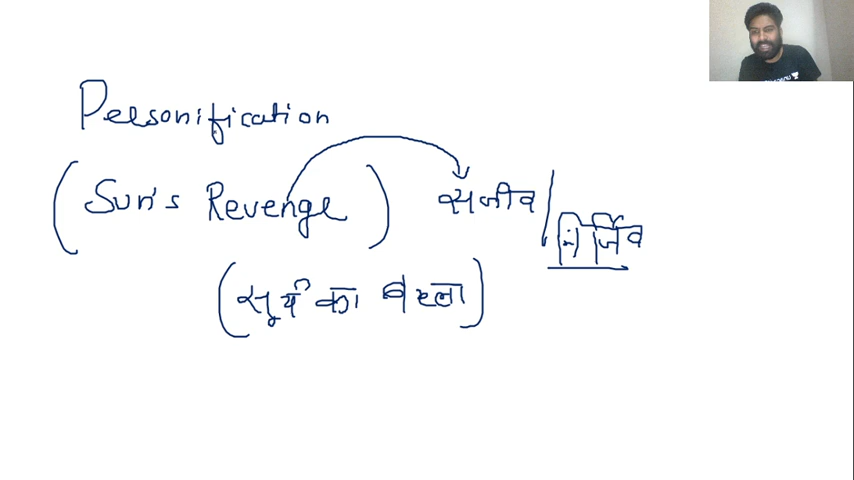 Personification
(Sun's Revenge) सजीव/
निर्जिव
(सूर्य का बदला)